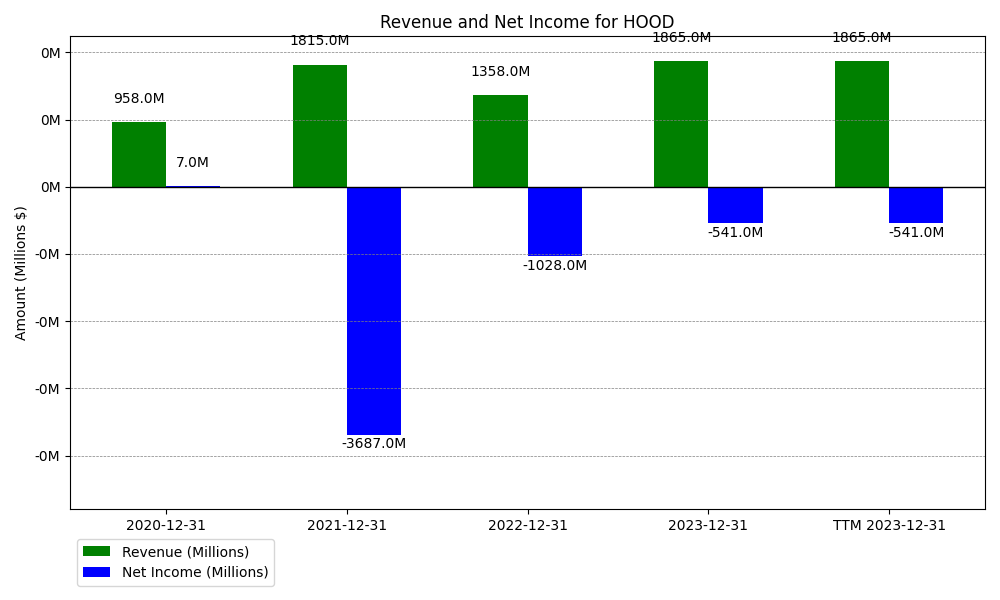 Revenue and Net Income for HOOD
Amount (Millions $)
0M
0M
0M
-0M
-0M
-0M
-0M
958.0M
7.0M
1815.0M
-3687.0M
1358.0M
-1028.0M
1865.0M
-541.0M
1865.0M
-541.0M
2020-12-31
2021-12-31
2022-12-31
2023-12-31
TTM 2023-12-31
Revenue (Millions)
Net Income (Millions)